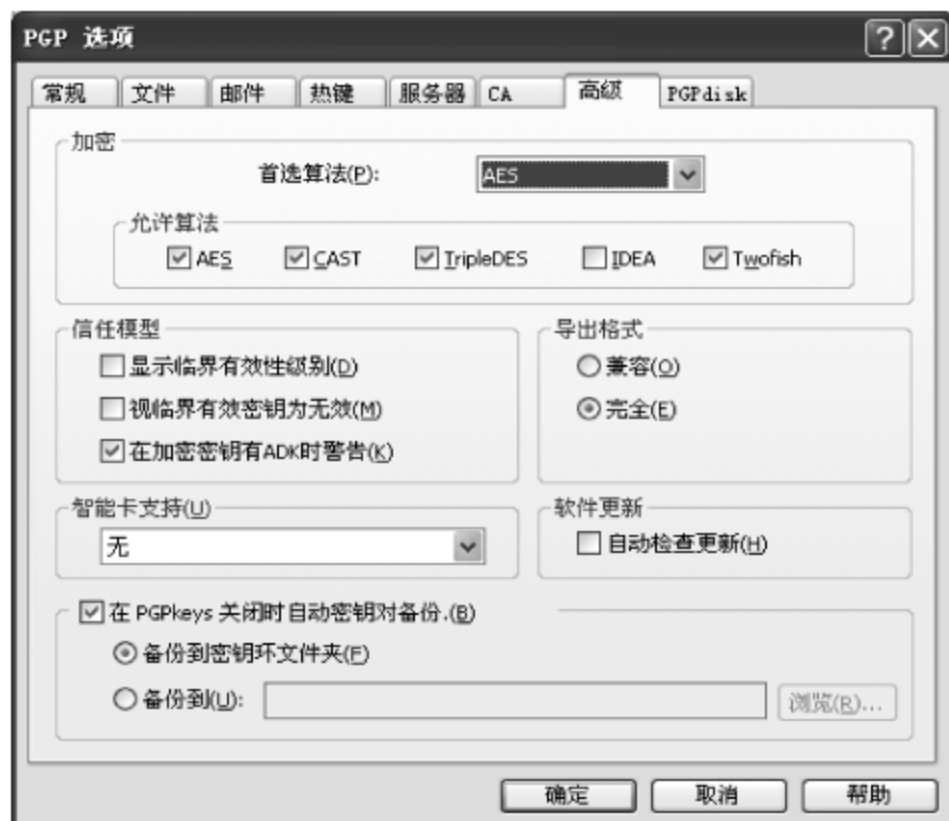 PGP 选项
常规 文件 邮件 热键 服务器 CA 高级 PGPdisk
加密
首选算法(P): AES
允许算法
AES CAST TripleDES IDEA Twofish
信任模型 导出格式
显示临界有效性级别(D) 兼容(O)
视临界有效密钥为无效(M) 完全(E)
在加密密钥有ADK时警告(K)
智能卡支持(U) 软件更新
无 自动检查更新(H)
在 PGPkeys 关闭时自动密钥对备份.(B)
备份到密钥环文件夹(F)
备份到(U): 浏览(R)...
确定 取消 帮助